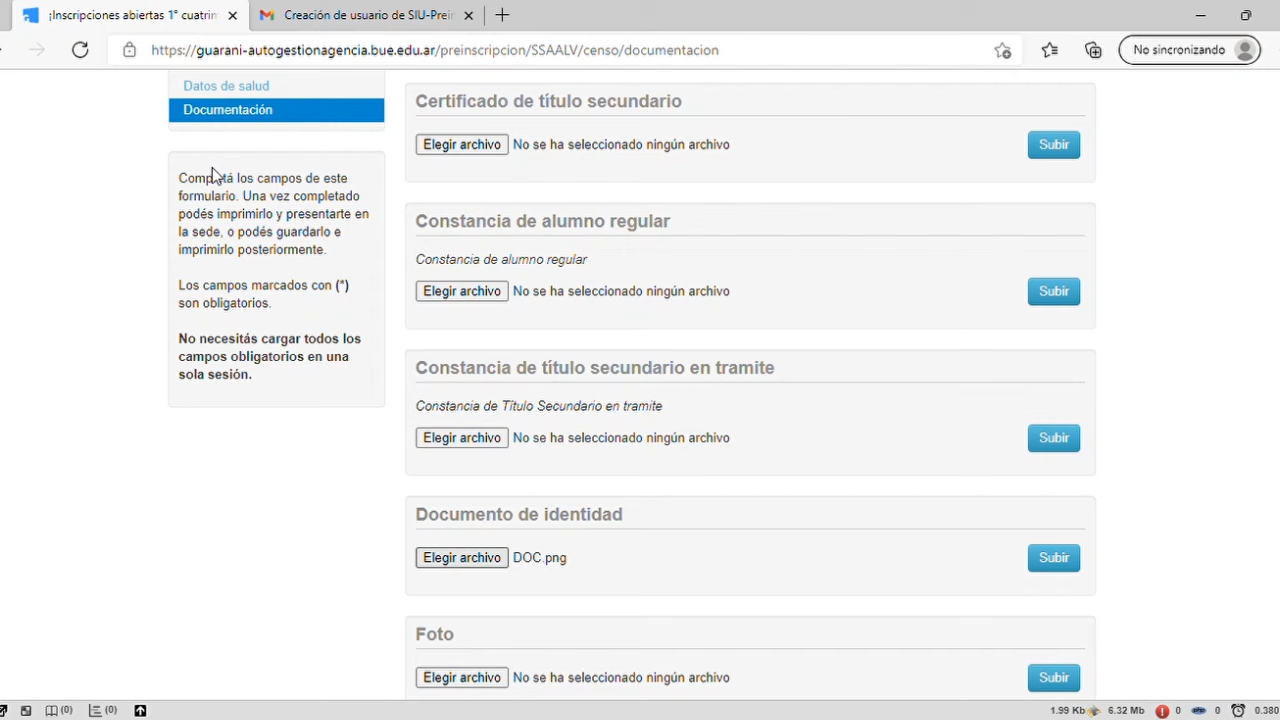 ¡Inscripciones abiertas 1° cuatrim
Creación de usuario de SIU-Prei
https://guarani-autogestionagencia.bue.edu.ar/preinscripcion/SSAALV/censo/documentacion
No sincronizando
Datos de salud
Documentación
Completá los campos de este
formulario. Una vez completado
podés imprimirlo y presentarte en
la sede, o podés guardarlo e
imprimirlo posteriormente.
Los campos marcados con (*)
son obligatorios.
No necesitás cargar todos los
campos obligatorios en una
sola sesión.
Certificado de título secundario
Elegir archivo No se ha seleccionado ningún archivo
Subir
Constancia de alumno regular
Constancia de alumno regular
Elegir archivo No se ha seleccionado ningún archivo
Subir
Constancia de título secundario en tramite
Constancia de Título Secundario en tramite
Elegir archivo No se ha seleccionado ningún archivo
Subir
Documento de identidad
Elegir archivo DOC.png
Subir
Foto
Elegir archivo No se ha seleccionado ningún archivo
Subir
(0) (0) 1.99 Kb 6.32 Mb 0 0 0.380